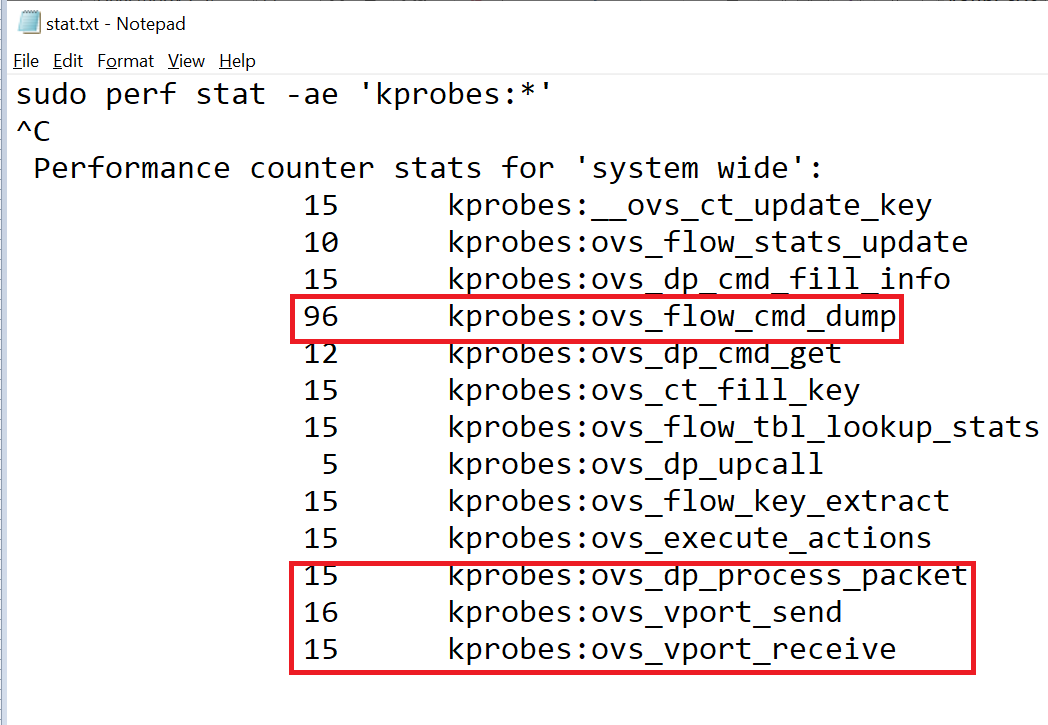 stat.txt - Notepad
File Edit Format View Help
sudo perf stat -ae 'kprobes:*'
^C
Performance counter stats for 'system wide':
15 kprobes:__ovs_ct_update_key
10 kprobes:ovs_flow_stats_update
15 kprobes:ovs_dp_cmd_fill_info
96 kprobes:ovs_flow_cmd_dump
12 kprobes:ovs_dp_cmd_get
15 kprobes:ovs_ct_fill_key
15 kprobes:ovs_flow_tbl_lookup_stats
5 kprobes:ovs_dp_upcall
15 kprobes:ovs_flow_key_extract
15 kprobes:ovs_execute_actions
15 kprobes:ovs_dp_process_packet
16 kprobes:ovs_vport_send
15 kprobes:ovs_vport_receive